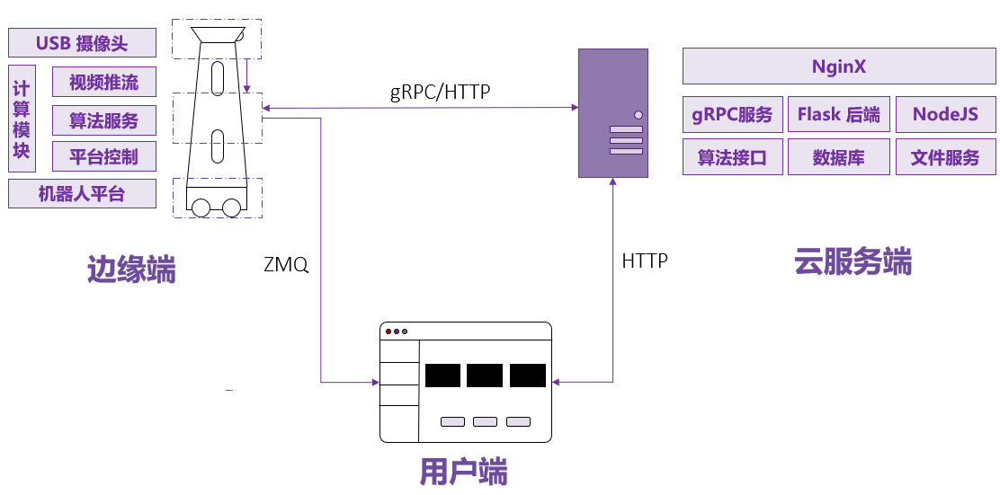 USB 摄像头
计算模块
视频推流
算法服务
平台控制
机器人平台
边缘端
gRPC/HTTP
ZMQ
HTTP
NginX
gRPC服务
Flask 后端
NodeJS
算法接口
数据库
文件服务
云服务端
用户端